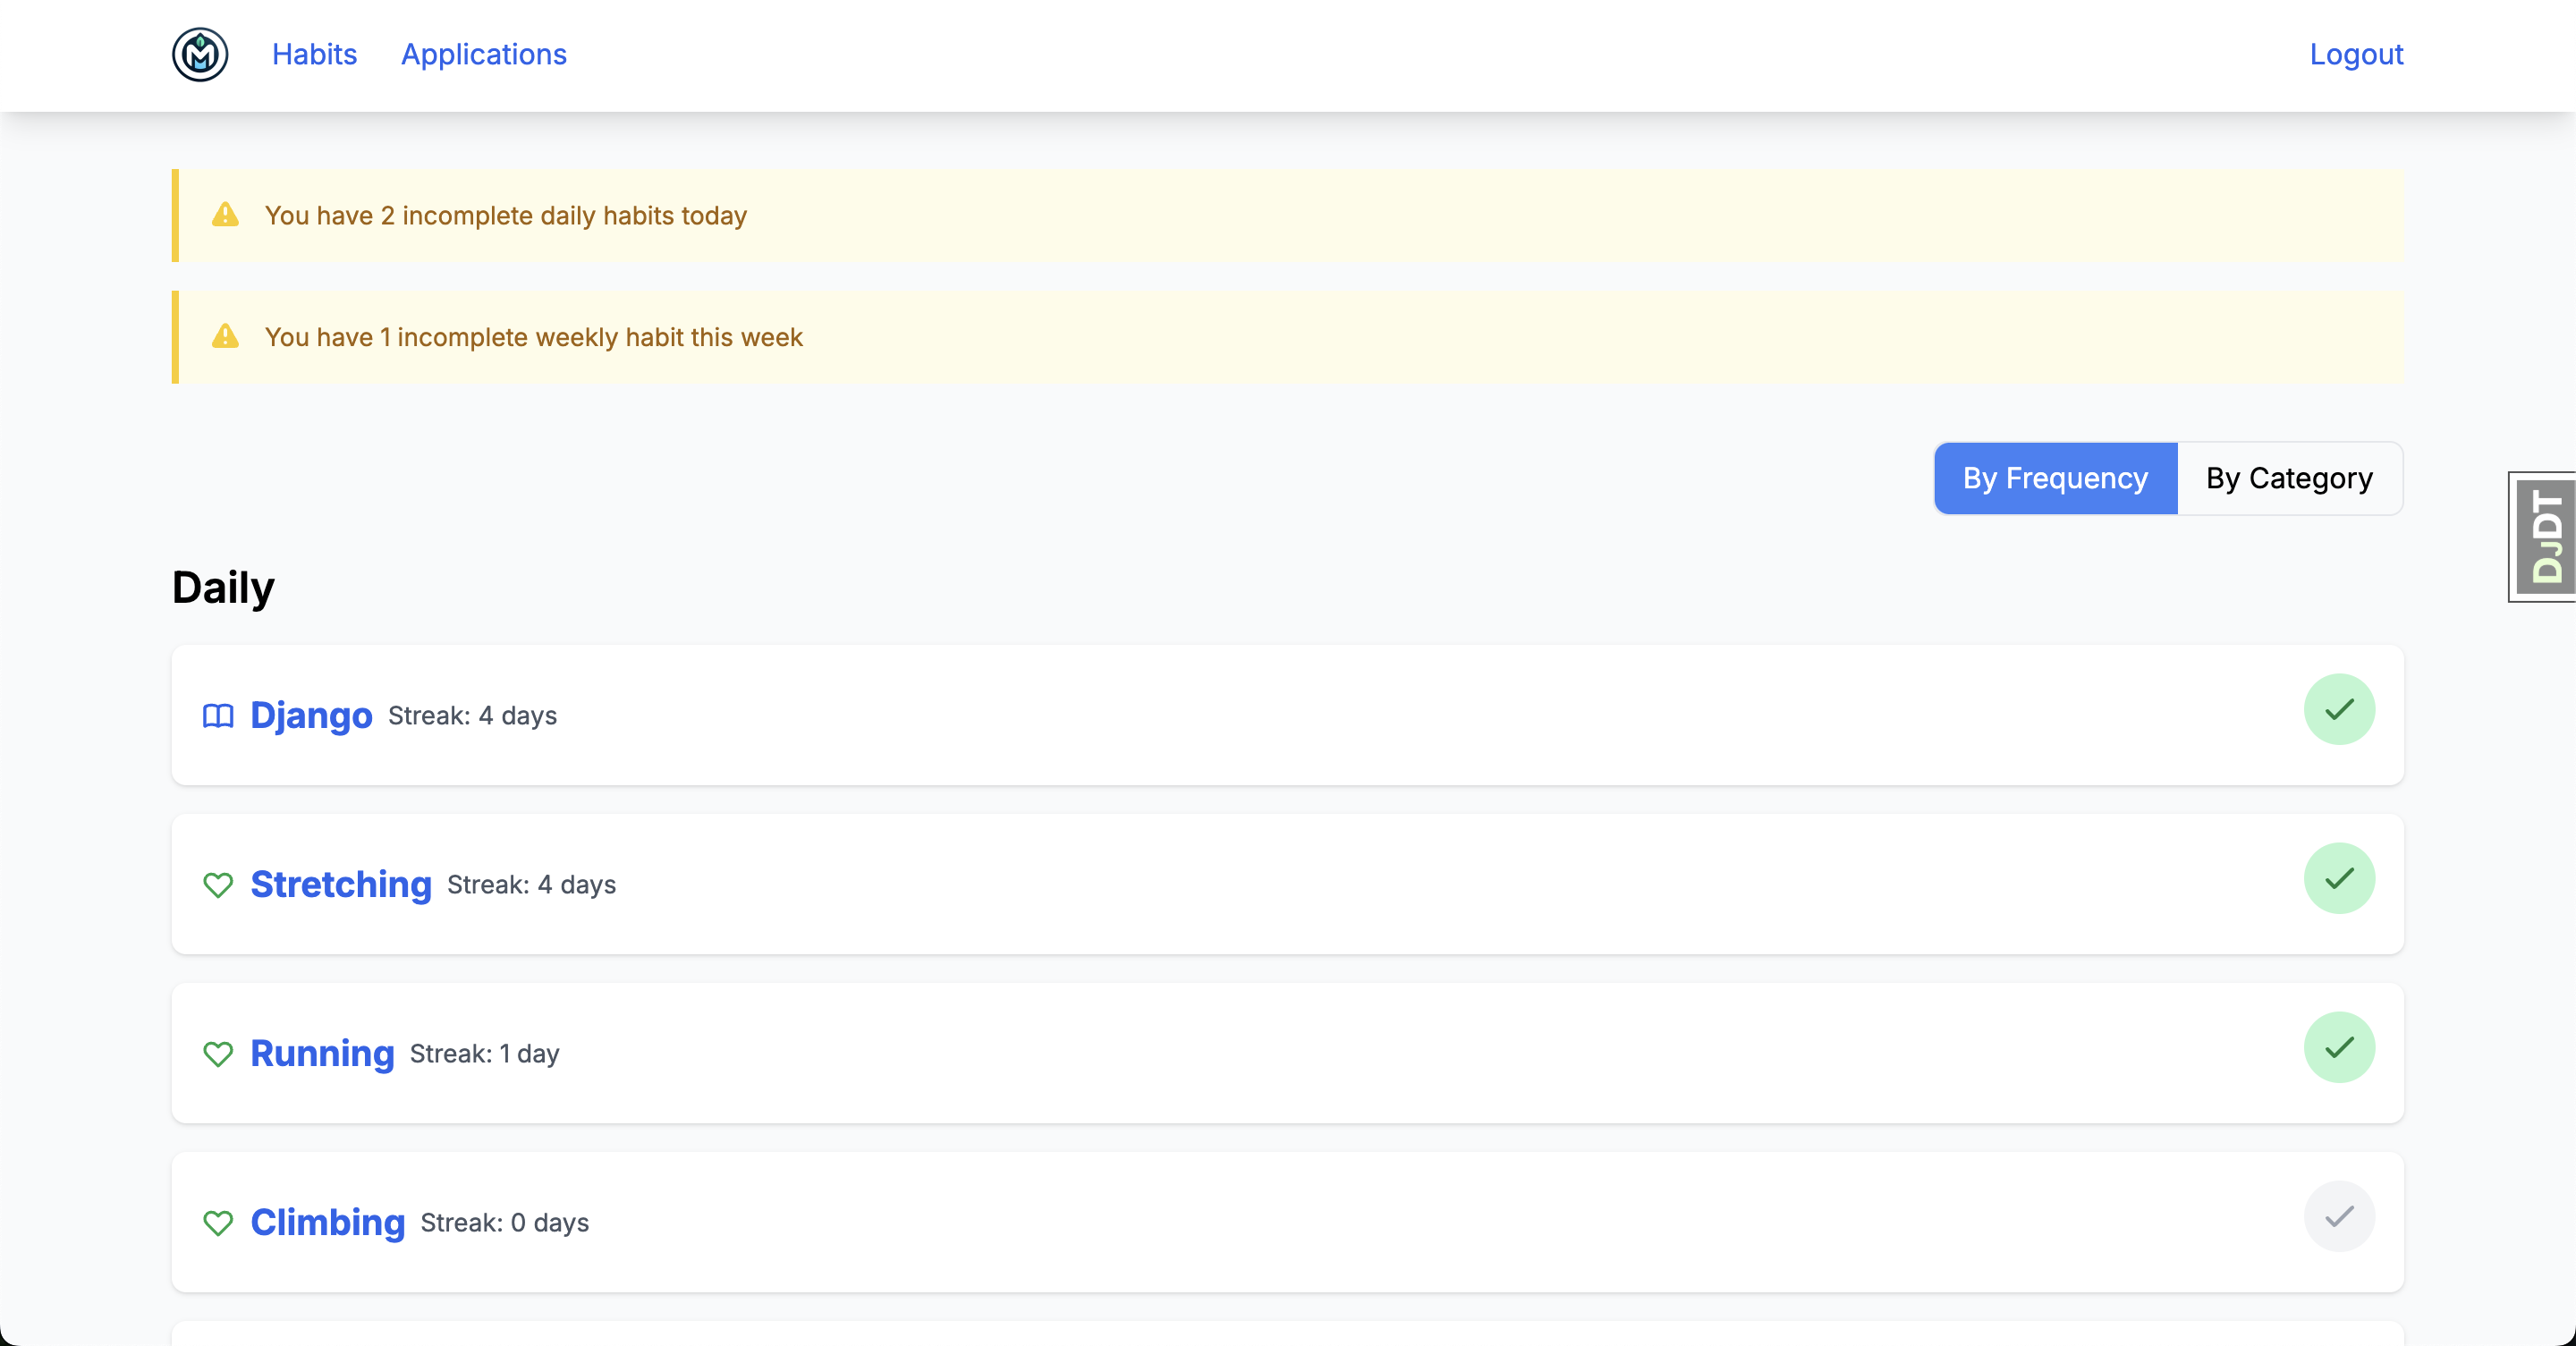 Habits Applications Logout
You have 2 incomplete daily habits today
You have 1 incomplete weekly habit this week
By Frequency By Category
DJDT
Daily
Django Streak: 4 days
Stretching Streak: 4 days
Running Streak: 1 day
Climbing Streak: 0 days